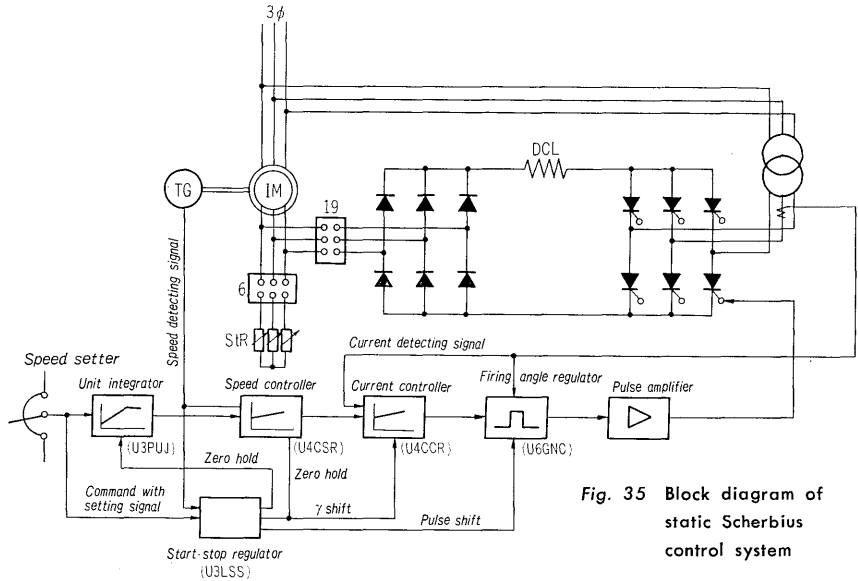 3ϕ
DCL
TG
IM
19
6
StR
Speed detecting signal
Current detecting signal
Speed setter
Unit integrator
Speed controller
Current controller
Firing angle regulator
Pulse amplifier
(U3PUJ)
(U4CSR)
(U4CCR)
(U6GNC)
Zero hold
Zero hold
Command with
setting signal
γ shift
Pulse shift
Start-stop regulator
(U3LSS)
Fig. 35 Block diagram of
static Scherbius
control system